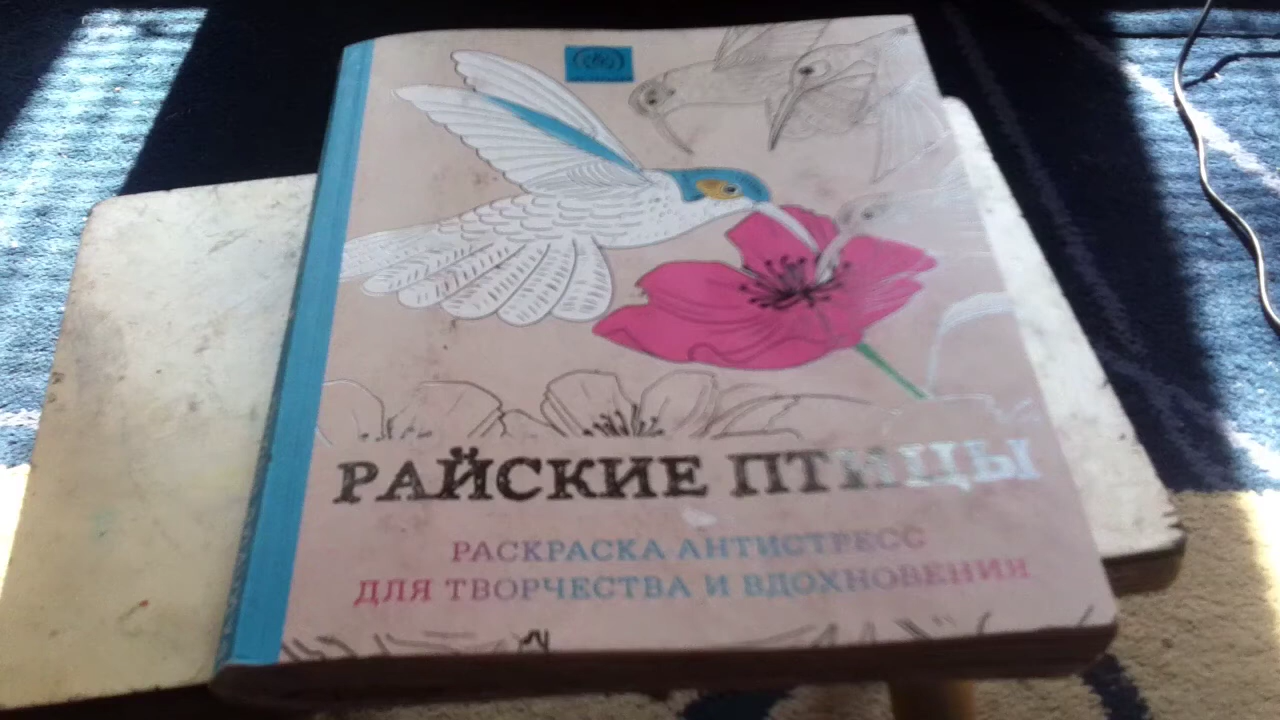 РАЙСКИЕ ПТИЦЫ
РАСКРАСКА АНТИСТРЕСС
ДЛЯ ТВОРЧЕСТВА И ВДОХНОВЕНИЯ